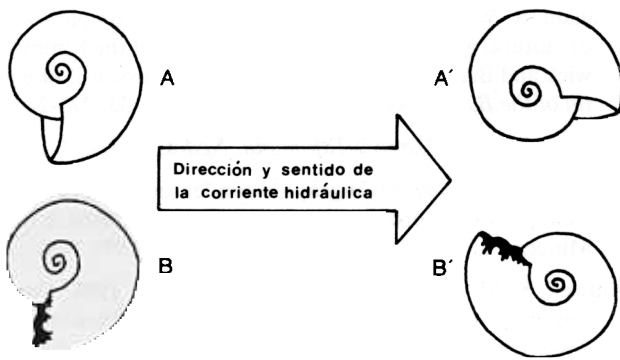 A
A´
Dirección y sentido de
la corriente hidráulica
B
B´